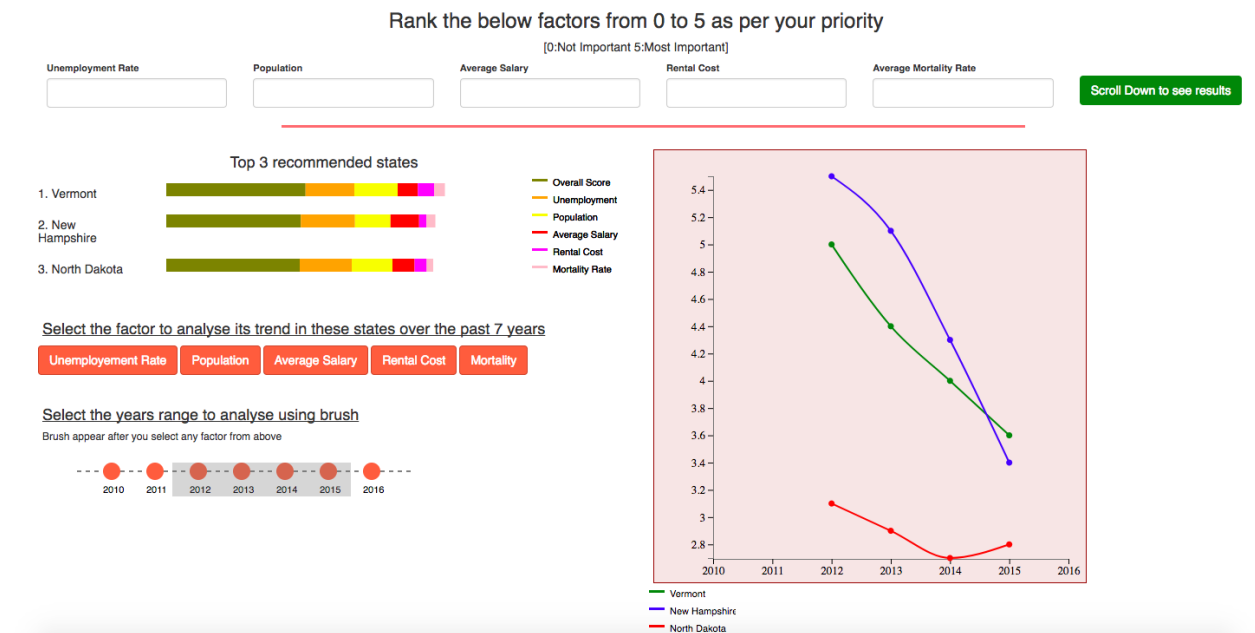 Rank the below factors from 0 to 5 as per your priority
[0:Not Important 5:Most Important]
Unemployment Rate
Population
Average Salary
Rental Cost
Average Mortality Rate
Scroll Down to see results
Top 3 recommended states
1. Vermont
2. New
Hampshire
3. North Dakota
Overall Score
Unemployment
Population
Average Salary
Rental Cost
Mortality Rate
Select the factor to analyse its trend in these states over the past 7 years
Unemployement Rate
Population
Average Salary
Rental Cost
Mortality
Select the years range to analyse using brush
Brush appear after you select any factor from above
2010 2011 2012 2013 2014 2015 2016
5.4
5.2
5
4.8
4.6
4.4
4.2
4
3.8
3.6
3.4
3.2
3
2.8
2010 2011 2012 2013 2014 2015 2016
Vermont
New Hampshire
North Dakota